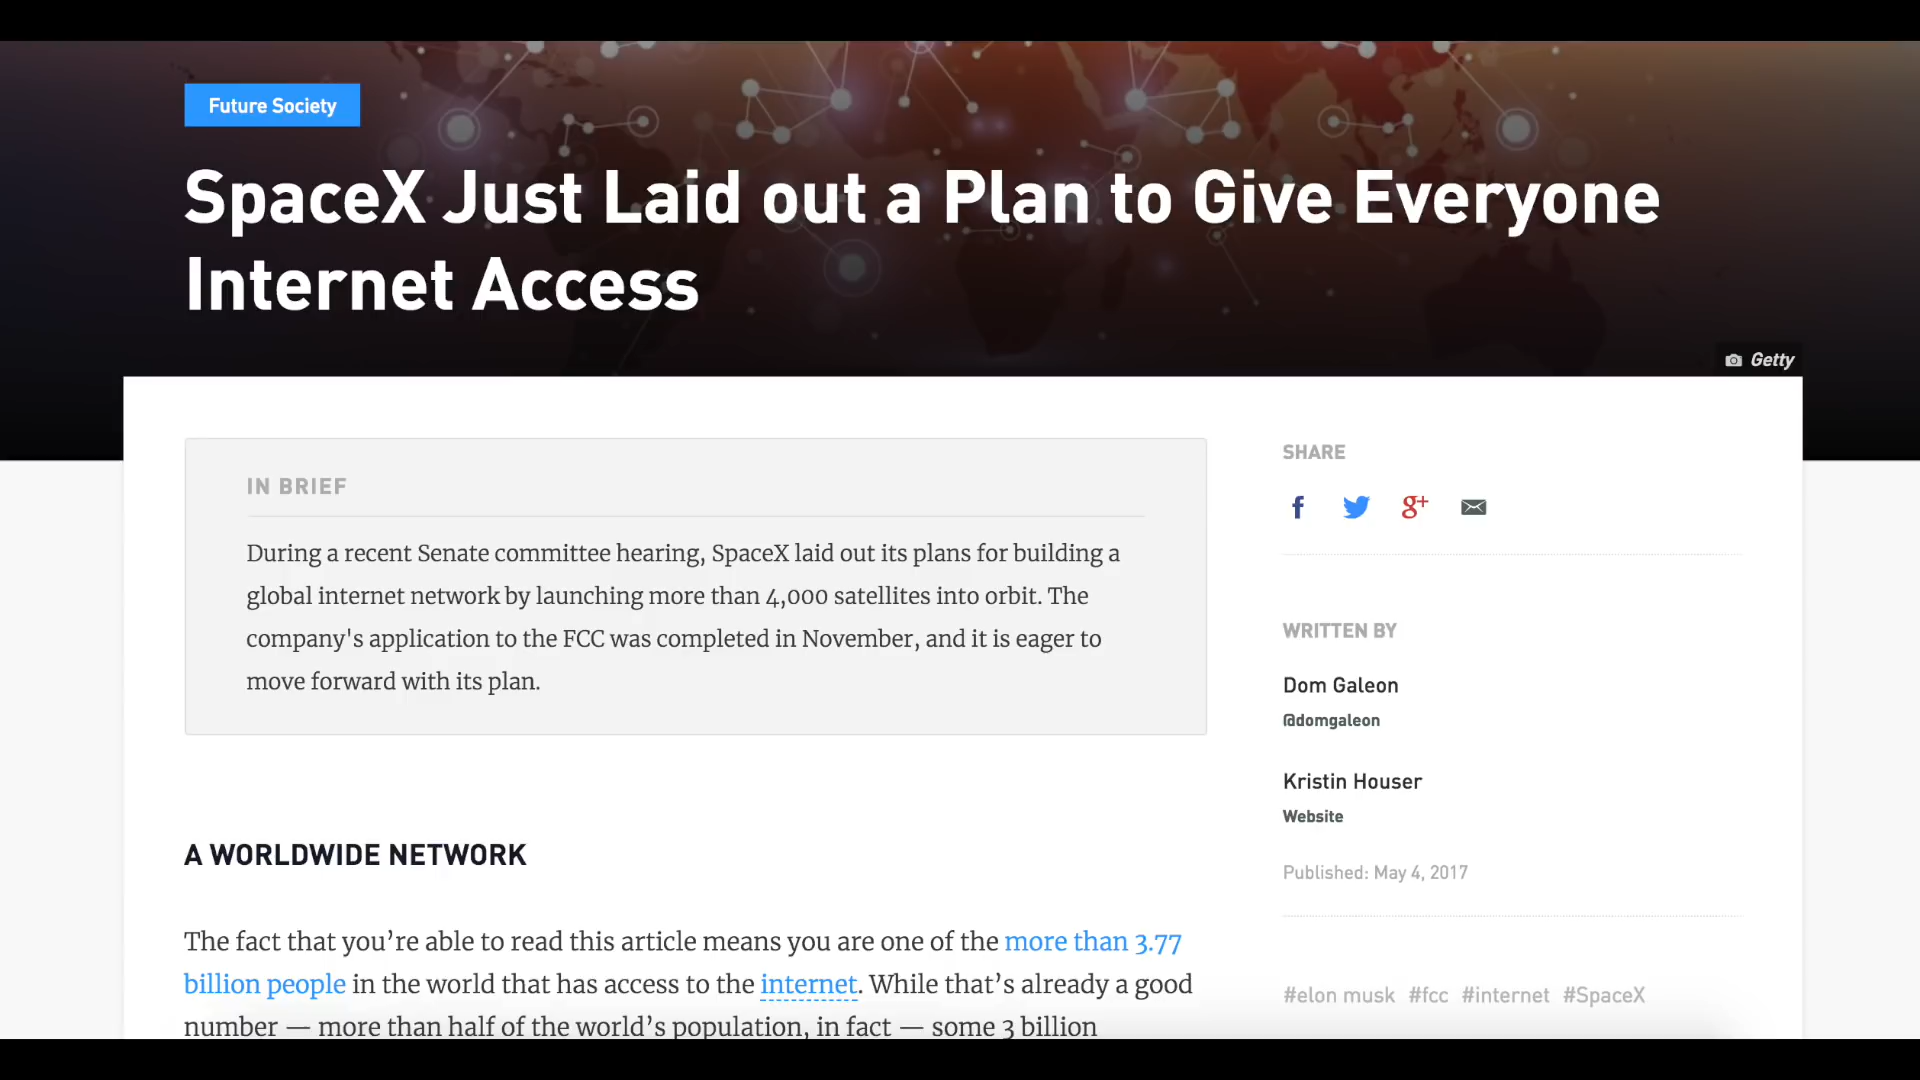 Future Society
SpaceX Just Laid out a Plan to Give Everyone
Internet Access
Getty
IN BRIEF
During a recent Senate committee hearing, SpaceX laid out its plans for building a
global internet network by launching more than 4,000 satellites into orbit. The
company's application to the FCC was completed in November, and it is eager to
move forward with its plan.
A WORLDWIDE NETWORK
The fact that you’re able to read this article means you are one of the more than 3.77
billion people in the world that has access to the internet. While that’s already a good
number — more than half of the world’s population, in fact — some 3 billion
SHARE
f g+
WRITTEN BY
Dom Galeon
@domgaleon
Kristin Houser
Website
Published: May 4, 2017
#elon musk #fcc #internet #SpaceX